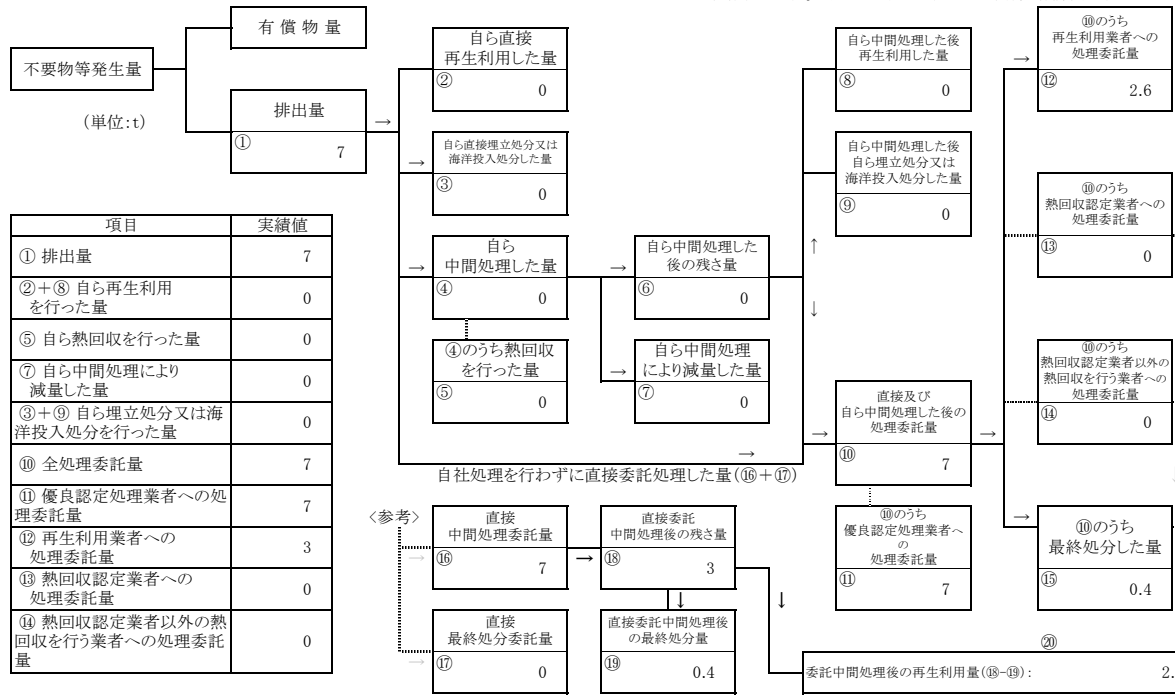 不要物等発生量
(単位:t)
有 償 物 量
排出量
①
7
→
自ら直接
再生利用した量
②
0
→
自ら直接埋立処分又は
海洋投入処分した量
③
0
→
自ら
中間処理した量
④
0
④のうち熱回収
を行った量
⑤
0
→
自ら中間処理した
後の残さ量
⑥
0
→
自ら中間処理
により減量した量
⑦
0
自ら中間処理した後
再生利用した量
⑧
0
自ら中間処理した後
自ら埋立処分又は
海洋投入処分した量
⑨
0
↑
↓
→
→
自社処理を行わずに直接委託処理した量(⑯+⑰)
直接及び
自ら中間処理した後の
処理委託量
⑩
7
→
⑩のうち
優良認定処理業者へ
の
処理委託量
⑪
7
→
⑩のうち
再生利用業者への
処理委託量
⑫
2.6
⑩のうち
熱回収認定業者への
処理委託量
⑬
0
⑩のうち
熱回収認定業者以外の
熱回収を行う業者への
処理委託量
⑭
0
→
⑩のうち
最終処分した量
⑮
0.4
項目 実績値
① 排出量 7
②+⑧ 自ら再生利用
を行った量 0
⑤ 自ら熱回収を行った量 0
⑦ 自ら中間処理により
減量した量 0
③+⑨ 自ら埋立処分又は海
洋投入処分を行った量 0
⑩ 全処理委託量 7
⑪ 優良認定処理業者への処
理委託量 7
⑫ 再生利用業者への
処理委託量 3
⑬ 熱回収認定業者への
処理委託量 0
⑭ 熱回収認定業者以外の熱
回収を行う業者への処理委託
量 0
〈参考〉
→
直接
中間処理委託量
⑯
7
→
直接
最終処分委託量
⑰
0
→
直接委託
中間処理後の残さ量
⑱
3
↓
↓
直接委託中間処理後
の最終処分量
⑲
0.4
⑳
委託中間処理後の再生利用量(⑱-⑲): 2.